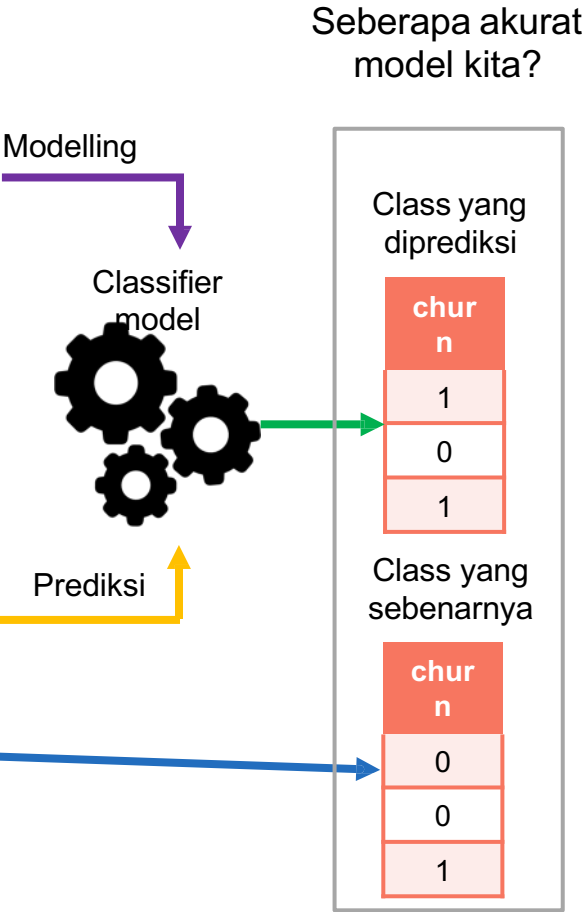 Seberapa akurat
model kita?
Modelling
Classifier
model
Prediksi
Class yang
diprediksi
chur
n
1
0
1
Class yang
sebenarnya
chur
n
0
0
1